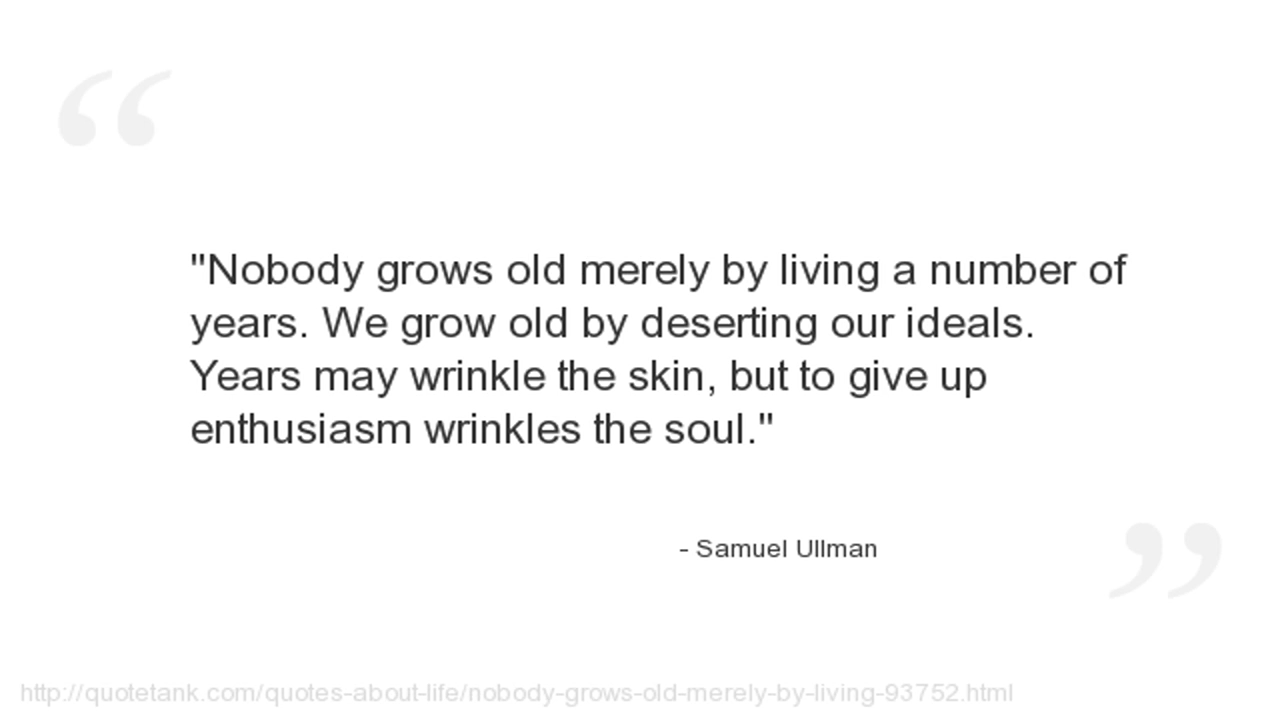 "Nobody grows old merely by living a number of
years. We grow old by deserting our ideals.
Years may wrinkle the skin, but to give up
enthusiasm wrinkles the soul."
- Samuel Ullman
http://quotetank.com/quotes-about-life/nobody-grows-old-merely-by-living-93752.html